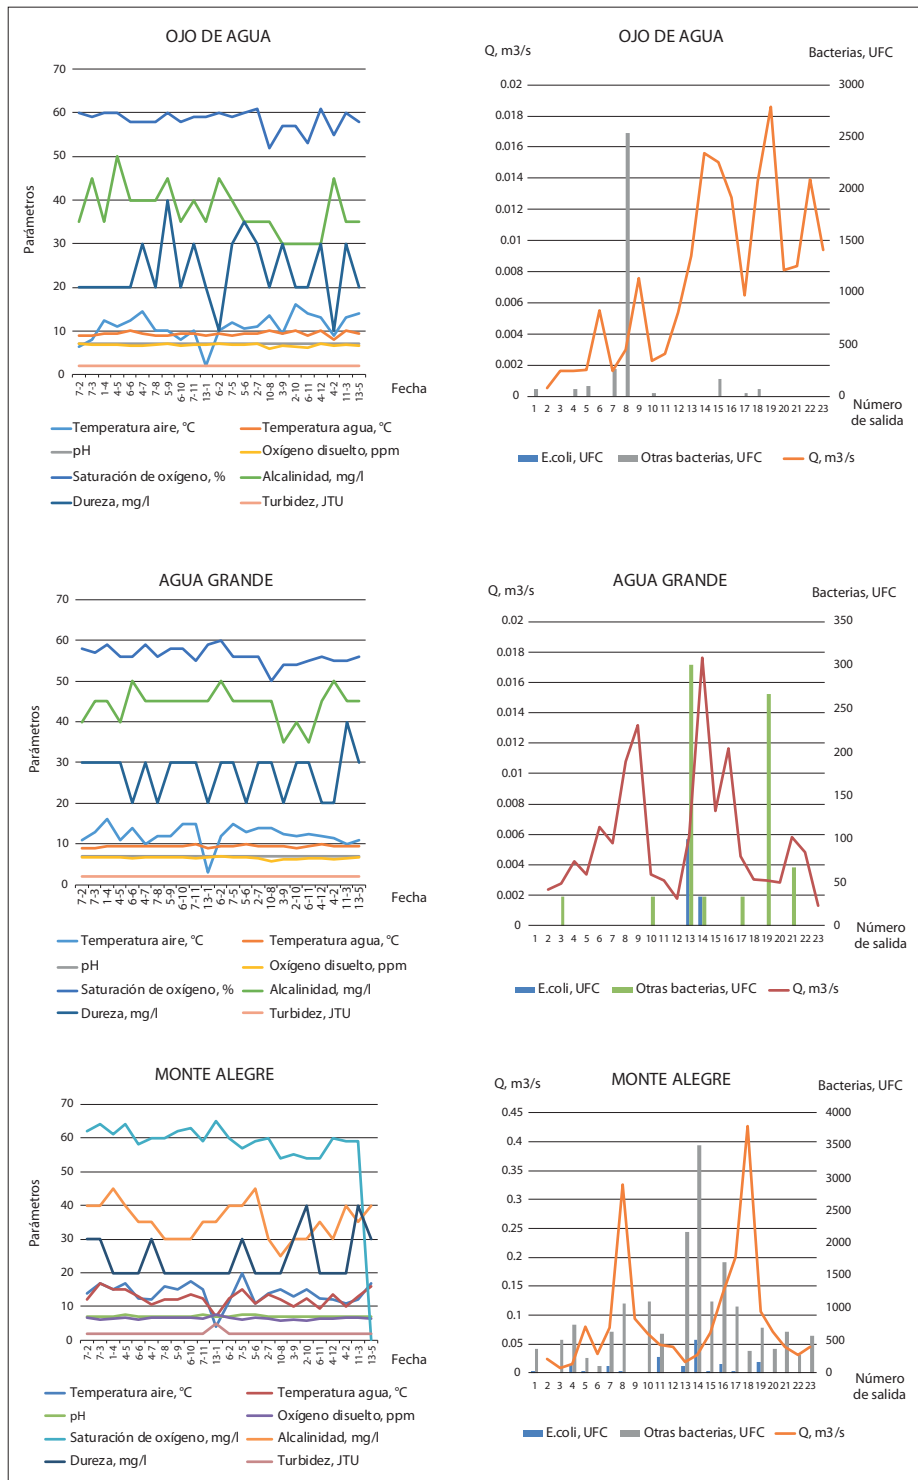 OJO DE AGUA
Parámetros
70
60
50
40
30
20
10
0
7-2 7-3 1-4 4-5 6-6 4-7 7-8 5-9 6-10 7-11 13-1 6-2 7-5 5-6 2-7 10-8 3-9 2-10 6-11 4-12 4-2 11-3 13-5
Fecha
Temperatura aire, °C
Temperatura agua, °C
pH
Oxígeno disuelto, ppm
Saturación de oxígeno, %
Alcalinidad, mg/l
Dureza, mg/l
Turbidez, JTU
OJO DE AGUA
Q, m3/s
Bacterias, UFC
0.02
0.018
0.016
0.014
0.012
0.01
0.008
0.006
0.004
0.002
0
3000
2500
2000
1500
1000
500
0
1 2 3 4 5 6 7 8 9 10 11 12 13 14 15 16 17 18 19 20 21 22 23
Número
de salida
E.coli, UFC
Otras bacterias, UFC
Q, m3/s
AGUA GRANDE
Parámetros
70
60
50
40
30
20
10
0
7-2 7-3 1-4 4-5 6-6 4-7 7-8 5-9 6-10 7-11 13-1 6-2 7-5 5-6 2-7 10-8 3-9 2-10 6-11 4-12 4-2 11-3 13-5
Fecha
Temperatura aire, °C
Temperatura agua, °C
pH
Oxígeno disuelto, ppm
Saturación de oxígeno, %
Alcalinidad, mg/l
Dureza, mg/l
Turbidez, JTU
AGUA GRANDE
Q, m3/s
Bacterias, UFC
0.02
0.018
0.016
0.014
0.012
0.01
0.008
0.006
0.004
0.002
0
350
300
250
200
150
100
50
0
1 2 3 4 5 6 7 8 9 10 11 12 13 14 15 16 17 18 19 20 21 22 23
Número
de salida
E.coli, UFC
Otras bacterias, UFC
Q, m3/s
MONTE ALEGRE
Parámetros
70
60
50
40
30
20
10
0
7-2 7-3 1-4 4-5 6-6 4-7 7-8 5-9 6-10 7-11 13-1 6-2 7-5 5-6 2-7 10-8 3-9 2-10 6-11 4-12 4-2 11-3 13-5
Fecha
Temperatura aire, °C
Temperatura agua, °C
pH
Oxígeno disuelto, ppm
Saturación de oxígeno, mg/l
Alcalinidad, mg/l
Dureza, mg/l
Turbidez, JTU
MONTE ALEGRE
Q, m3/s
Bacterias, UFC
0.45
0.4
0.35
0.3
0.25
0.2
0.15
0.1
0.05
0
4000
3500
3000
2500
2000
1500
1000
500
0
1 2 3 4 5 6 7 8 9 10 11 12 13 14 15 16 17 18 19 20 21 22 23
Número
de salida
E.coli, UFC
Otras bacterias, UFC
Q, m3/s